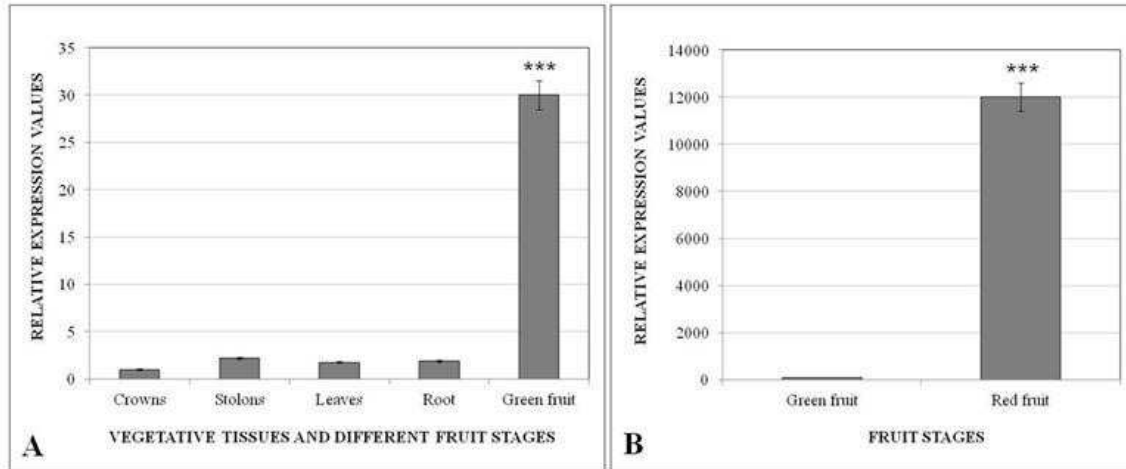 RELATIVE EXPRESSION VALUES
35
30
25
20
15
10
5
0
***
Crowns Stolons Leaves Root Green fruit
VEGETATIVE TISSUES AND DIFFERENT FRUIT STAGES
A
RELATIVE EXPRESSION VALUES
14000
12000
10000
8000
6000
4000
2000
0
***
Green fruit Red fruit
FRUIT STAGES
B